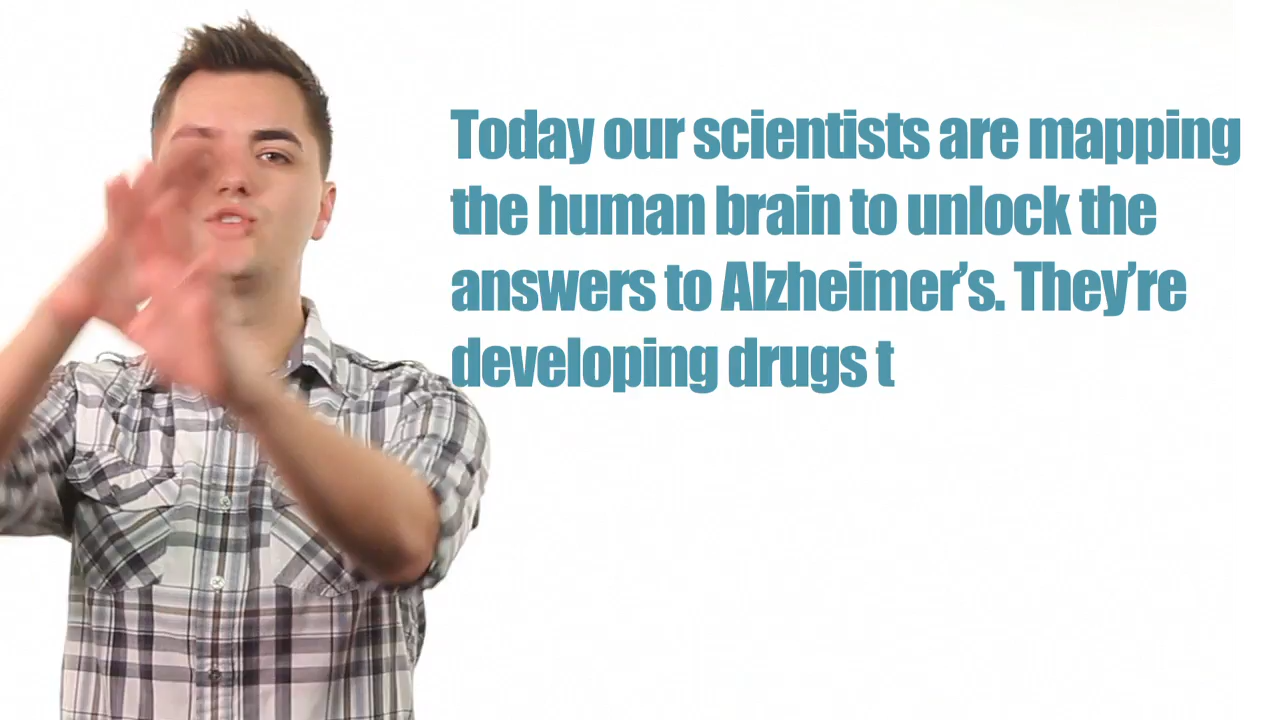 Today our scientists are mapping
the human brain to unlock the
answers to Alzheimer’s. They’re
developing drugs t